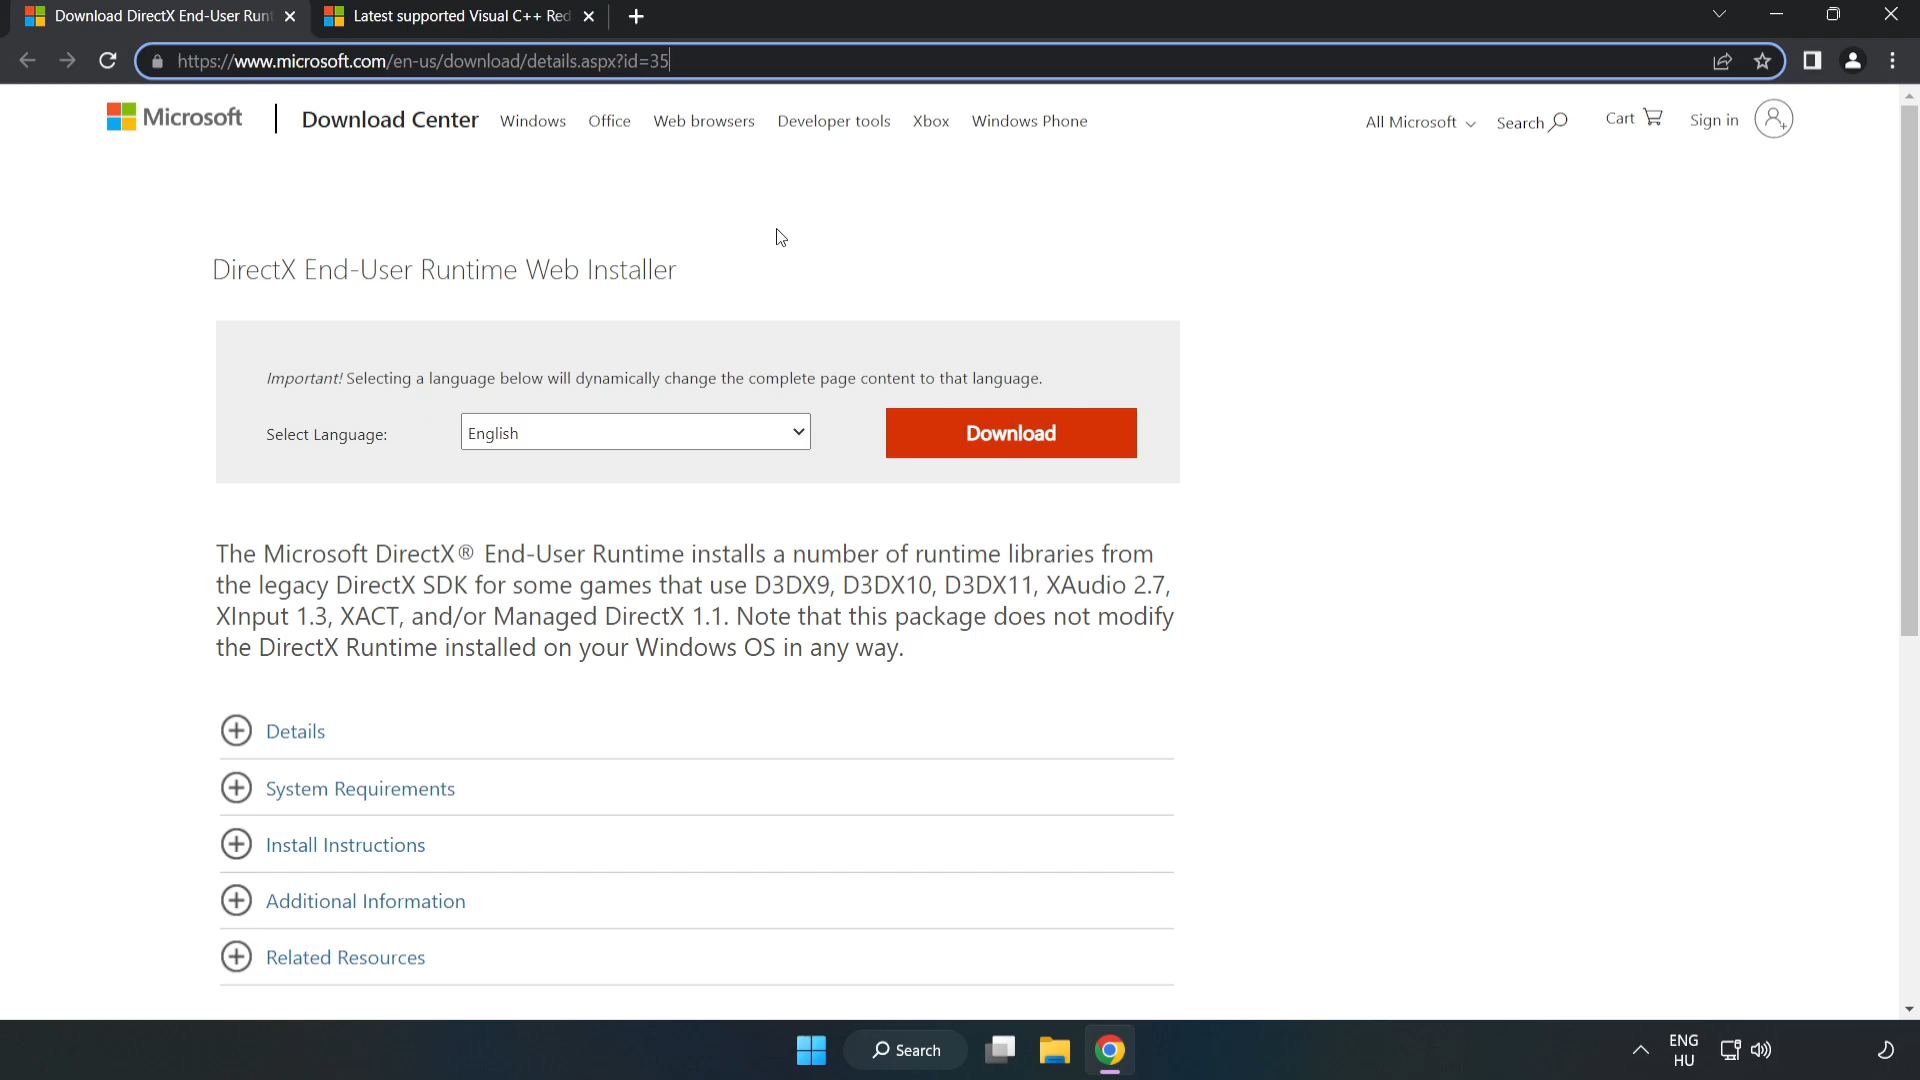 Download DirectX End-User Runt
Latest supported Visual C++ Red
https://www.microsoft.com/en-us/download/details.aspx?id=35
Microsoft
Download Center
Windows
Office
Web browsers
Developer tools
Xbox
Windows Phone
All Microsoft
Search
Cart
Sign in
DirectX End-User Runtime Web Installer
Important! Selecting a language below will dynamically change the complete page content to that language.
Select Language:
English
Download
The Microsoft DirectX® End-User Runtime installs a number of runtime libraries from
the legacy DirectX SDK for some games that use D3DX9, D3DX10, D3DX11, XAudio 2.7,
XInput 1.3, XACT, and/or Managed DirectX 1.1. Note that this package does not modify
the DirectX Runtime installed on your Windows OS in any way.
Details
System Requirements
Install Instructions
Additional Information
Related Resources
Search
ENG
HU